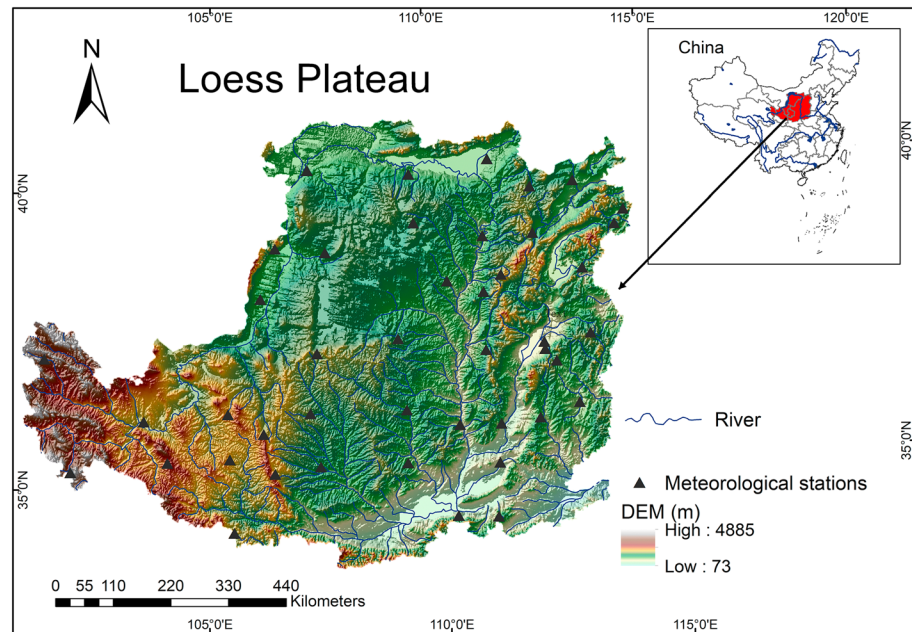 105°0'E 110°0'E 115°0'E 120°0'E
N
Loess Plateau
China
40°0'N
40°0'N
35°0'N
35°0'N
River
Meteorological stations
DEM (m)
High : 4885
Low : 73
0 55 110 220 330 440
Kilometers
105°0'E 110°0'E 115°0'E